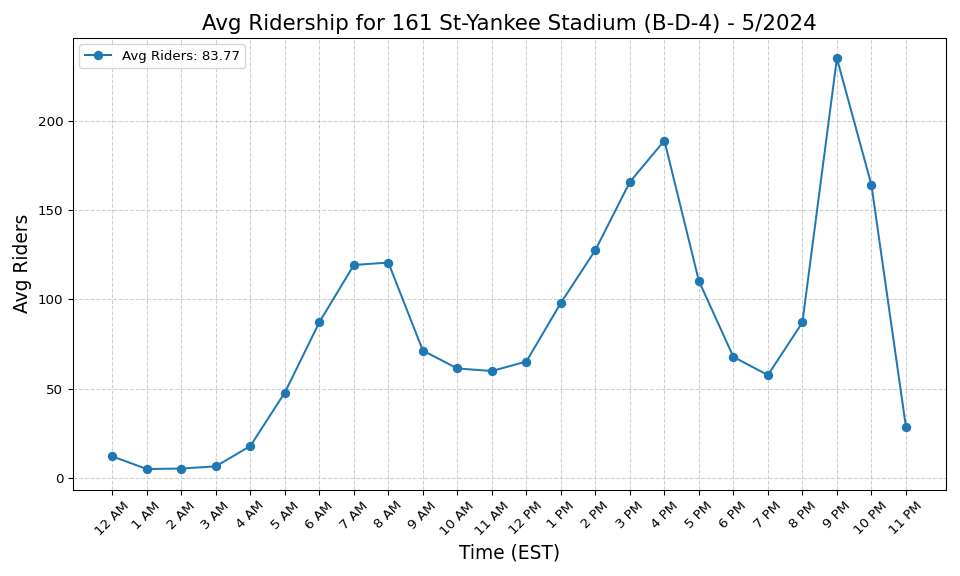 Avg Ridership for 161 St-Yankee Stadium (B-D-4) - 5/2024
Avg Riders: 83.77
Avg Riders
200
150
100
50
0
12 AM
1 AM
2 AM
3 AM
4 AM
5 AM
6 AM
7 AM
8 AM
9 AM
10 AM
11 AM
12 PM
1 PM
2 PM
3 PM
4 PM
5 PM
6 PM
7 PM
8 PM
9 PM
10 PM
11 PM
Time (EST)